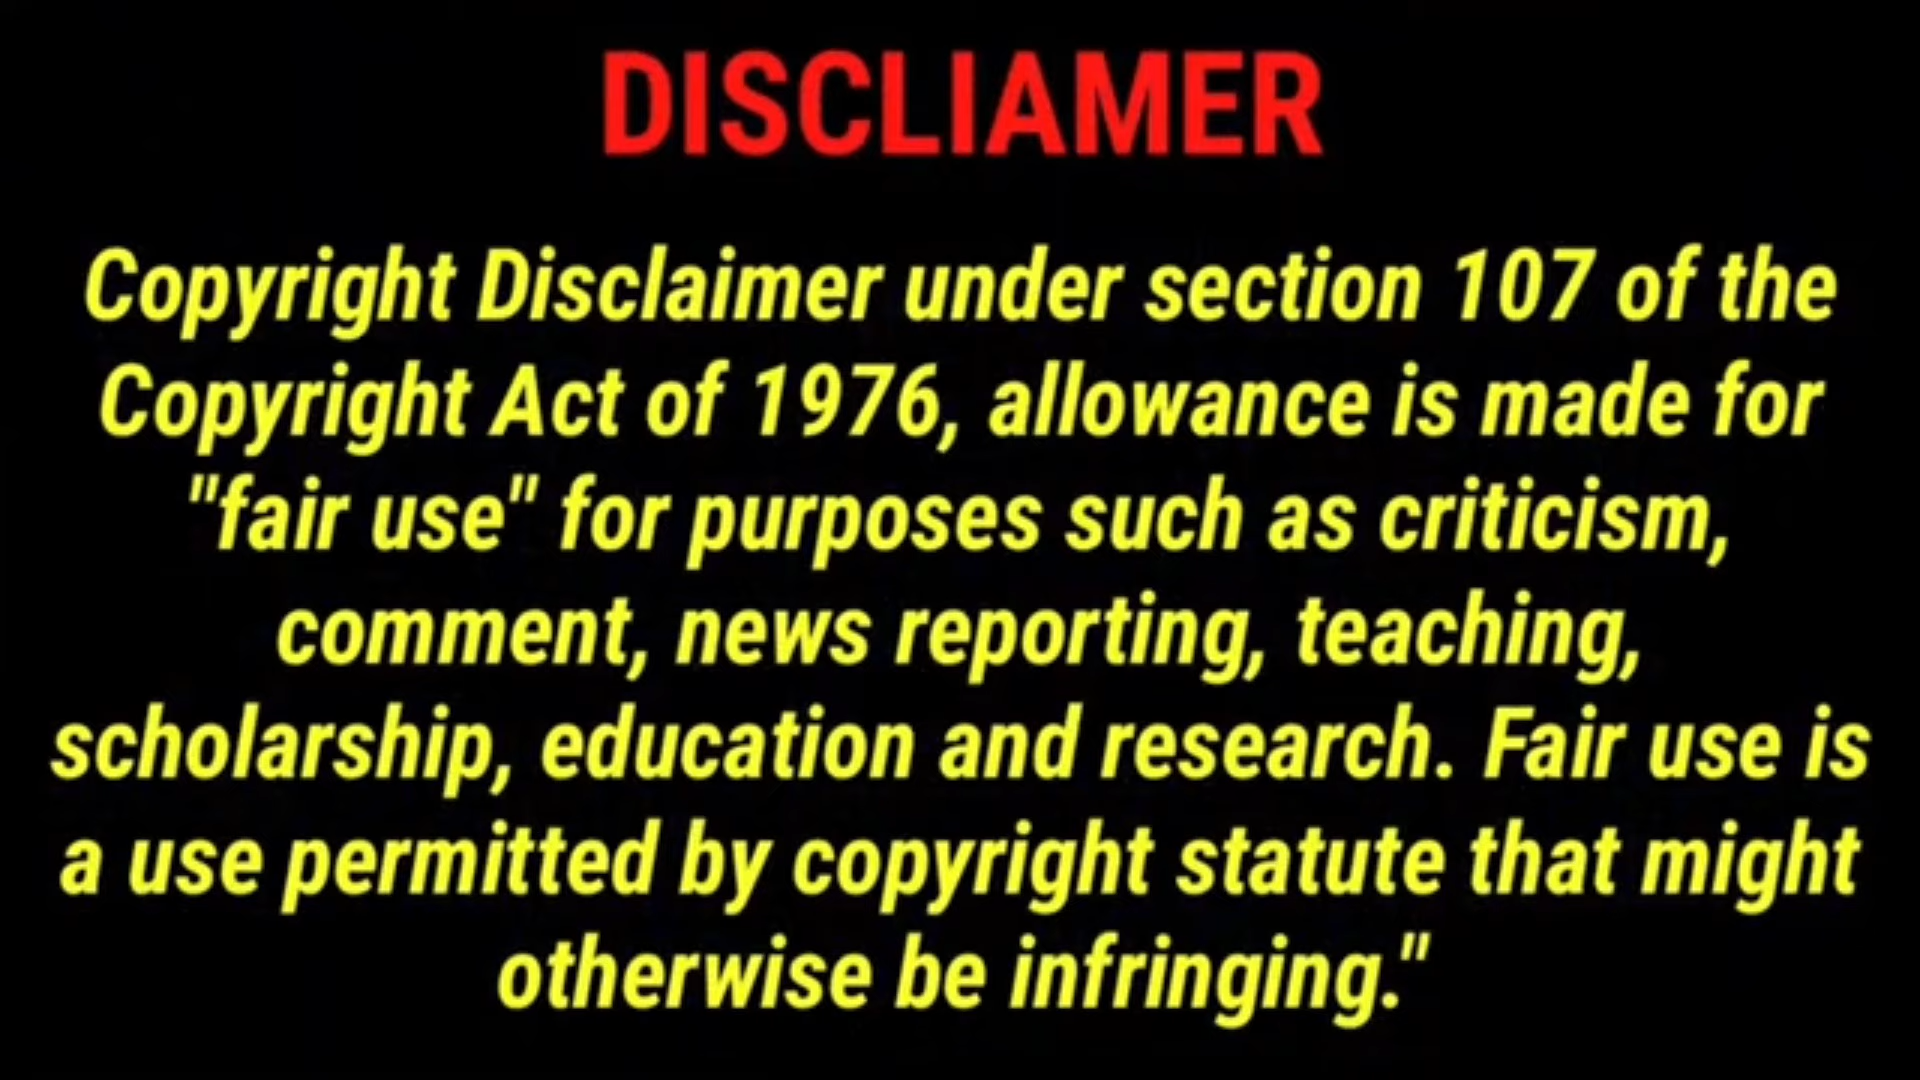 DISCLIAMER
Copyright Disclaimer under section 107 of the
Copyright Act of 1976, allowance is made for
"fair use" for purposes such as criticism,
comment, news reporting, teaching,
scholarship, education and research. Fair use is
a use permitted by copyright statute that might
otherwise be infringing."